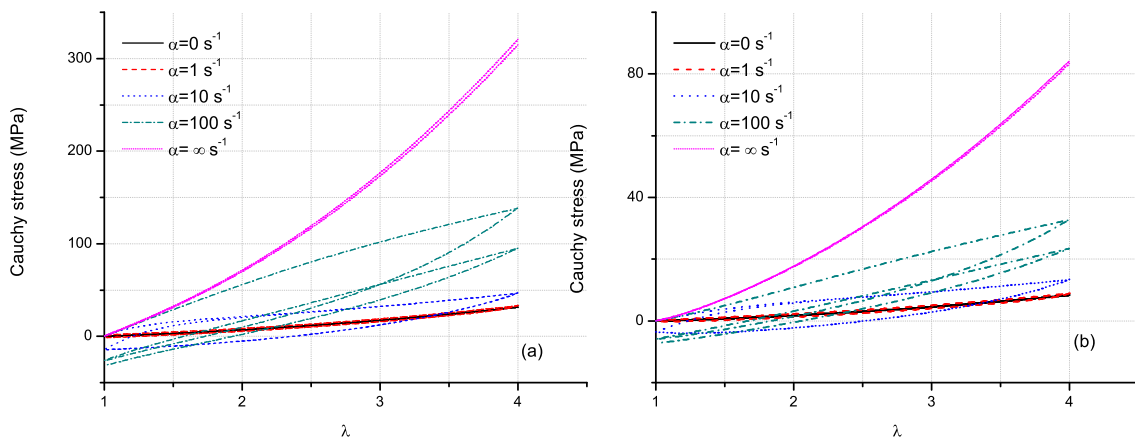 300
200
100
0
Cauchy stress (MPa)
α=0 s⁻¹
α=1 s⁻¹
α=10 s⁻¹
α=100 s⁻¹
α= ∞ s⁻¹
(a)
1
2
3
4
λ
80
40
0
Cauchy stress (MPa)
α=0 s⁻¹
α=1 s⁻¹
α=10 s⁻¹
α=100 s⁻¹
α= ∞ s⁻¹
(b)
1
2
3
4
λ